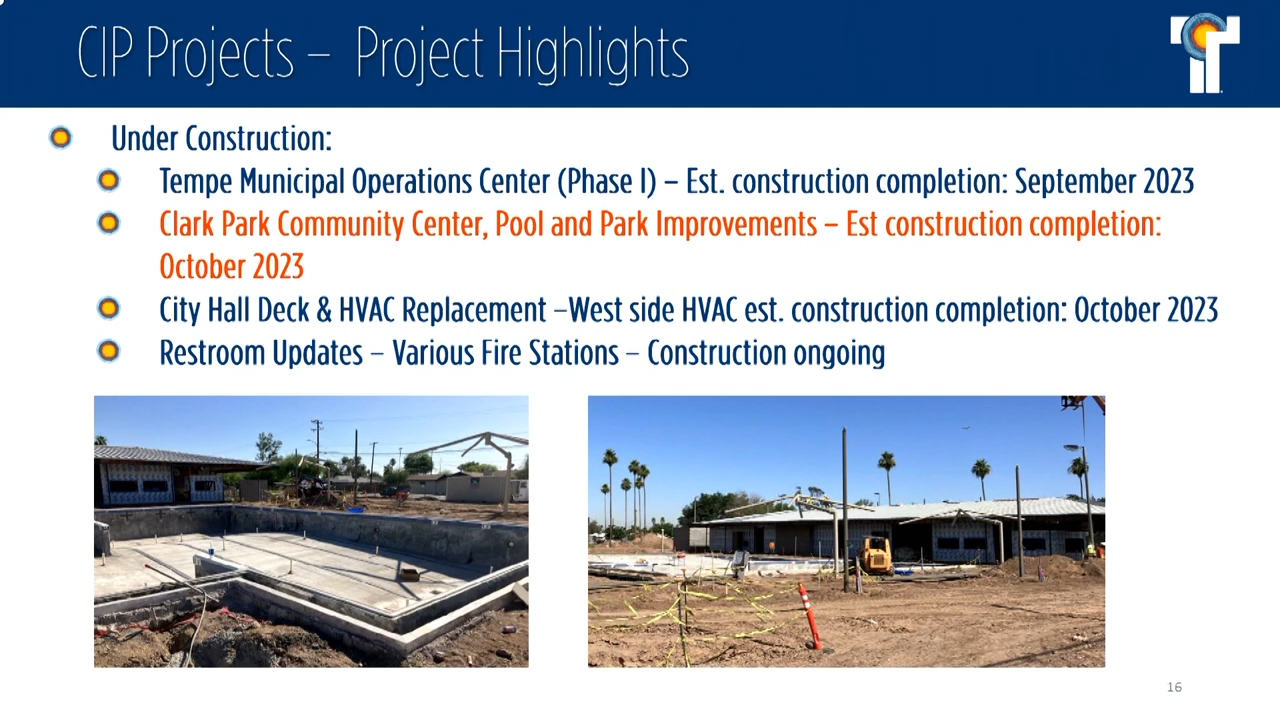 CIP Projects – Project Highlights
Under Construction:
Tempe Municipal Operations Center (Phase I) – Est. construction completion: September 2023
Clark Park Community Center, Pool and Park Improvements – Est construction completion:
October 2023
City Hall Deck & HVAC Replacement –West side HVAC est. construction completion: October 2023
Restroom Updates – Various Fire Stations – Construction ongoing
16